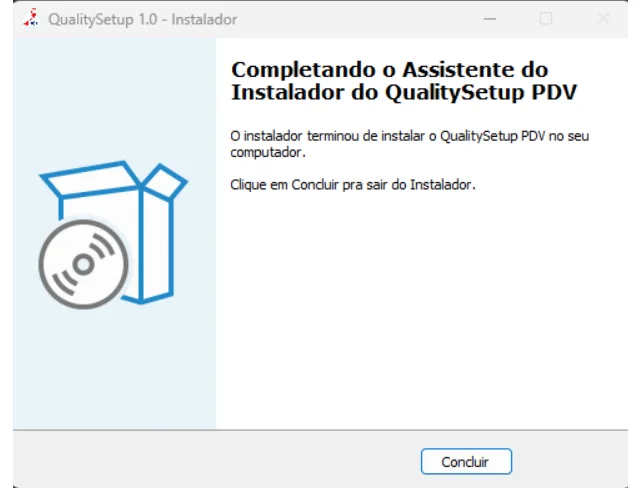 QualitySetup 1.0 - Instalador
Completando o Assistente do
Instalador do QualitySetup PDV
O instalador terminou de instalar o QualitySetup PDV no seu
computador.
Clique em Concluir pra sair do Instalador.
Concluir